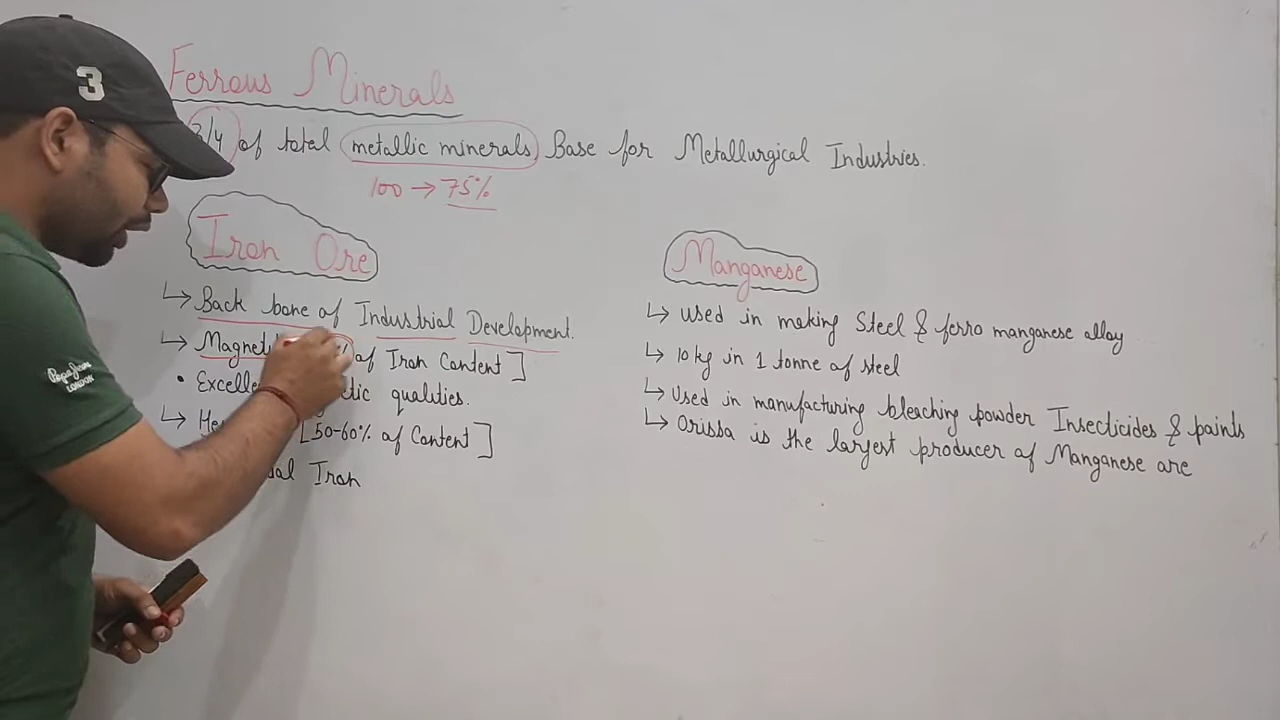 Ferrous Minerals
3/4 of total metallic minerals Base for Metallurgical Industries.
100 → 75%
Iron Ore
↳ Back bone of Industrial Development.
↳ of Iron Content]
• qualities.
↳ [50-60% of Content]
Iron
Manganese
↳ used in making Steel & ferro manganese alloy
↳ 10 kg in 1 tonne of steel
↳ Used in manufacturing bleaching powder Insecticides & paints
↳ Orissa is the largest producer of Manganese are
3
PepeJeans
LONDON